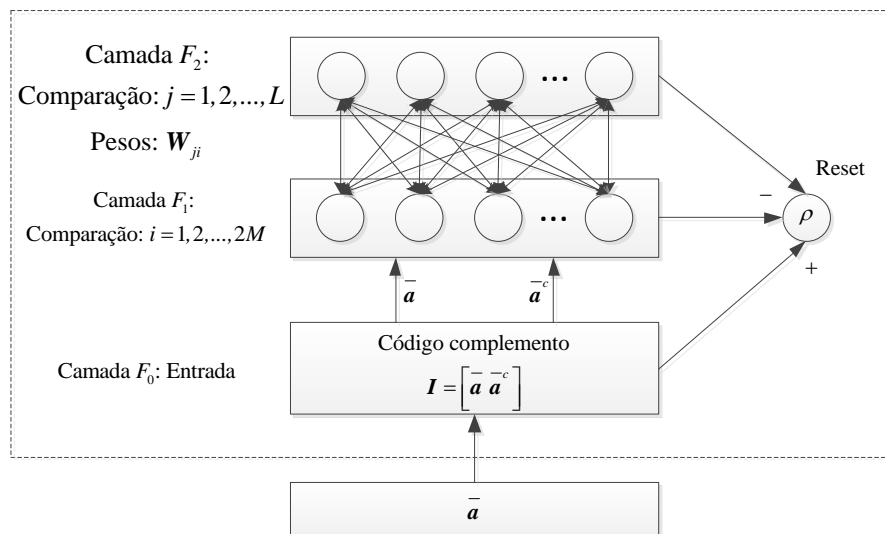 Camada F₂:
Comparação: j = 1, 2, ..., L
Pesos: W_ji
Camada F₁:
Comparação: i = 1, 2, ..., 2M
Reset
−
ρ
+
a̅
a̅ᶜ
Camada F₀: Entrada
Código complemento
I = [a̅ a̅ᶜ]
a̅